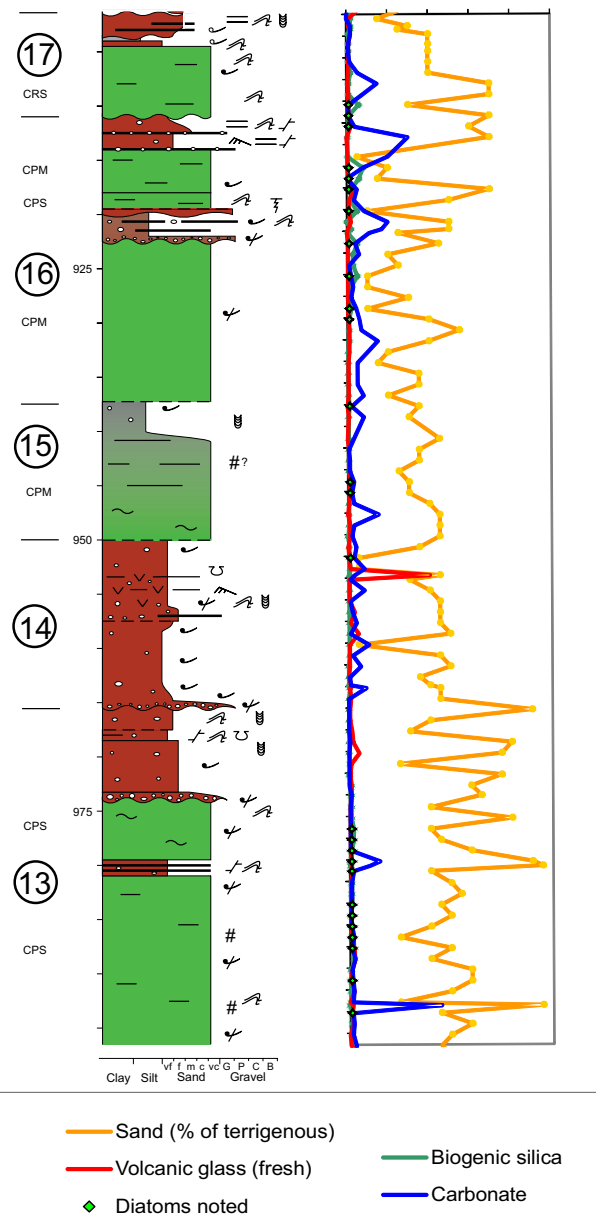 17
CRS
CPM
CPS
925
16
CPM
15
#?
CPM
950
14
975
CPS
13
CPS
#
#
vf f m c vc G P C B
Clay Silt Sand Gravel
Sand (% of terrigenous)
Volcanic glass (fresh)
Diatoms noted
Biogenic silica
Carbonate